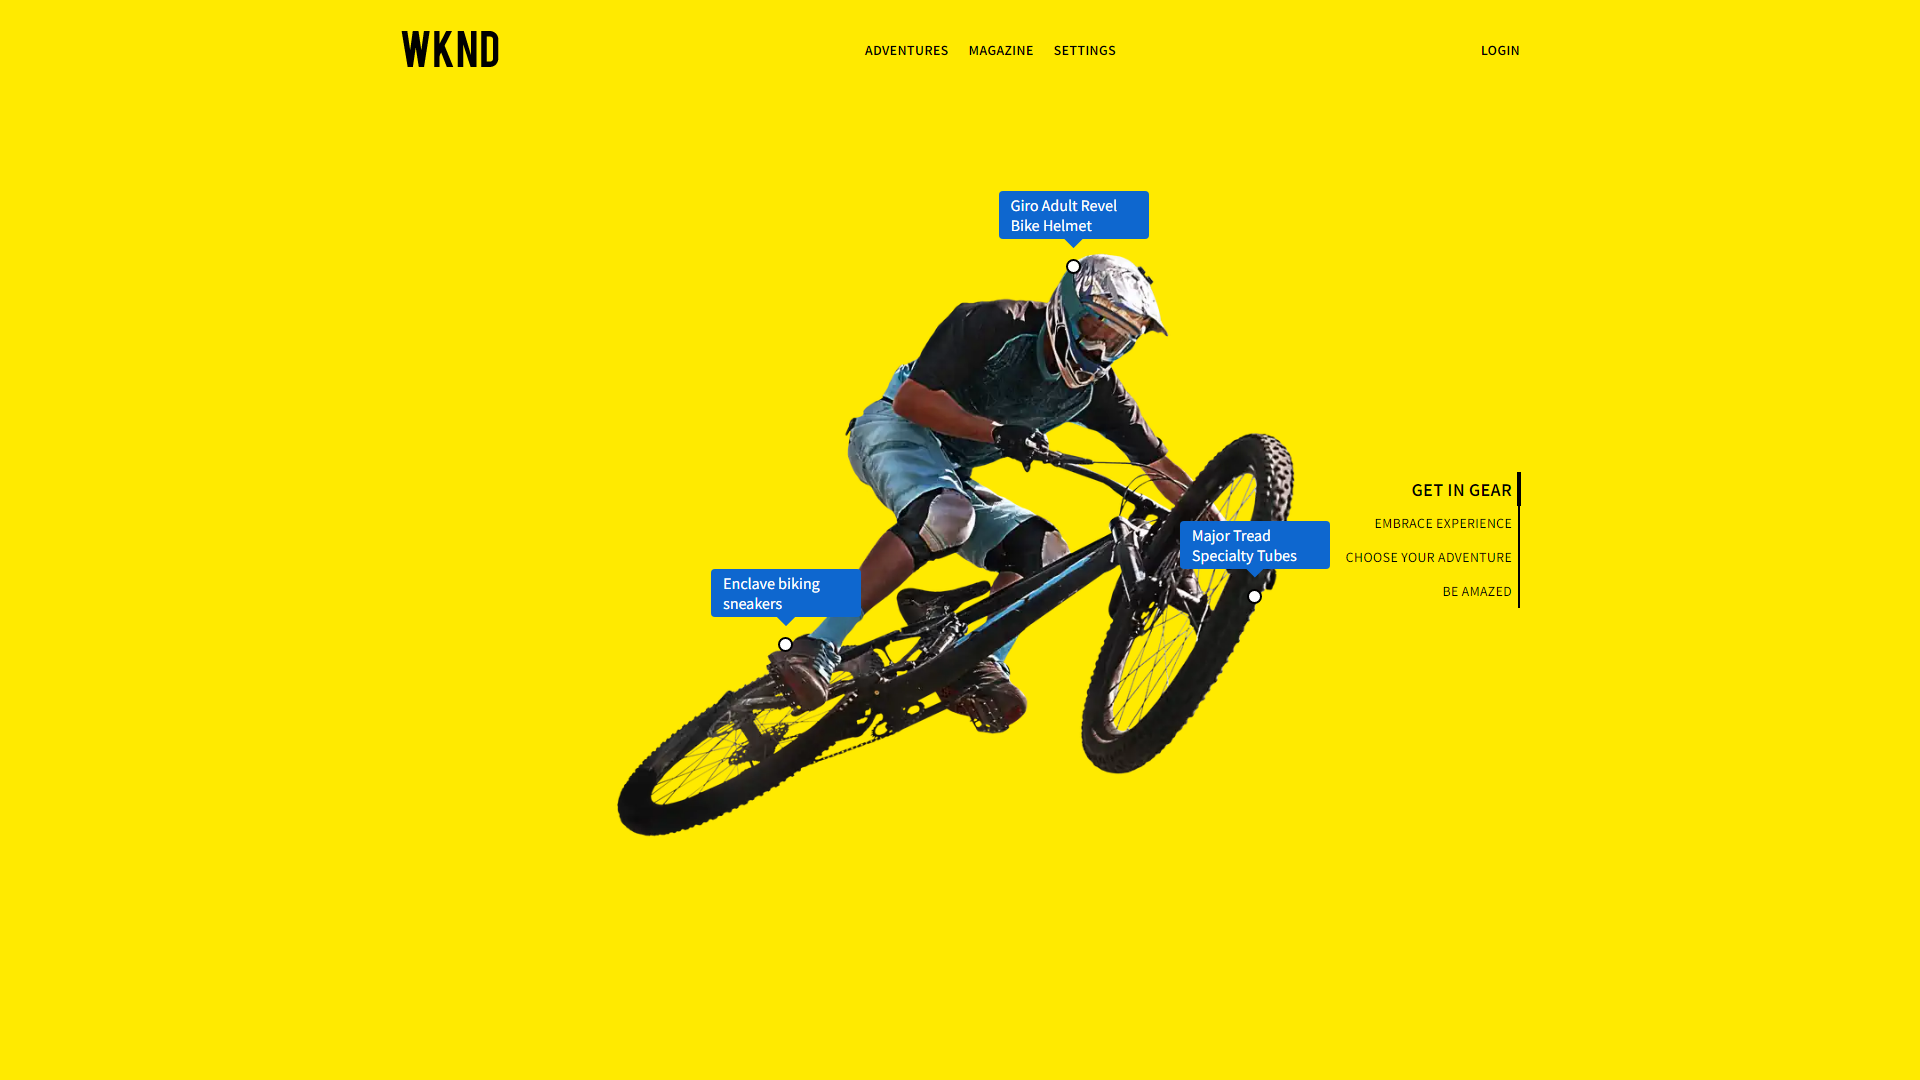 WKND
ADVENTURES
MAGAZINE
SETTINGS
LOGIN
Giro Adult Revel
Bike Helmet
GET IN GEAR
EMBRACE EXPERIENCE
Major Tread
Specialty Tubes
CHOOSE YOUR ADVENTURE
Enclave biking
sneakers
BE AMAZED